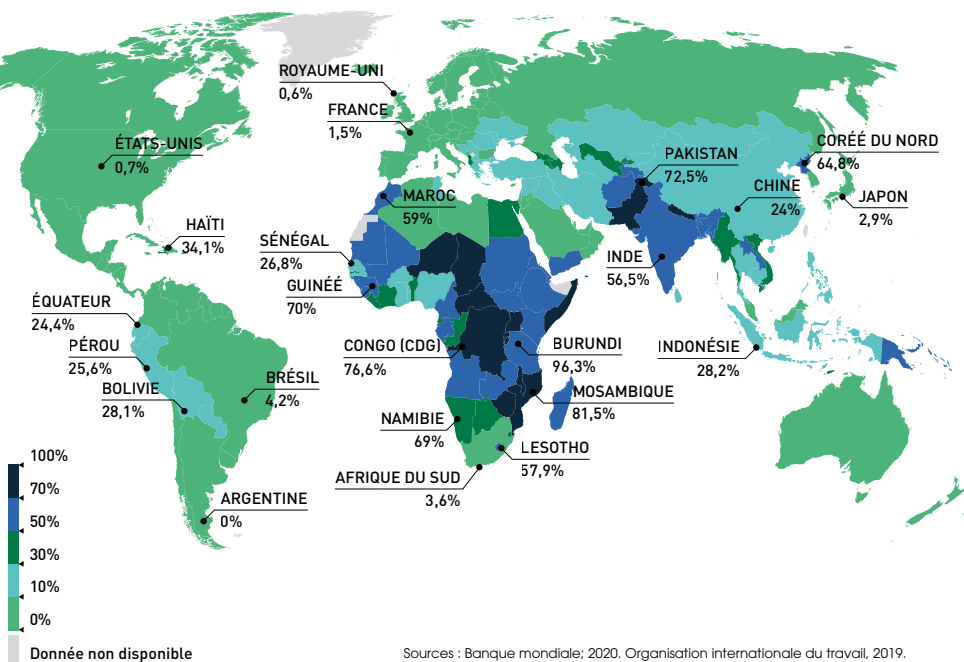 ROYAUME-UNI
0,6%
FRANCE
1,5%
ÉTATS-UNIS
0,7%
CORÉÉ DU NORD
64,8%
PAKISTAN
72,5%
CHINE
24%
JAPON
2,9%
MAROC
59%
HAÏTI
34,1%
SÉNÉGAL
26,8%
INDE
56,5%
GUINÉÉ
70%
ÉQUATEUR
24,4%
PÉROU
25,6%
CONGO (CDG)
76,6%
BURUNDI
96,3%
INDONÉSIE
28,2%
BOLIVIE
28,1%
BRÉSIL
4,2%
MOSAMBIQUE
81,5%
NAMIBIE
69%
LESOTHO
57,9%
AFRIQUE DU SUD
3,6%
ARGENTINE
0%
100%
70%
50%
30%
10%
0%
Donnée non disponible
Sources : Banque mondiale; 2020. Organisation internationale du travail, 2019.